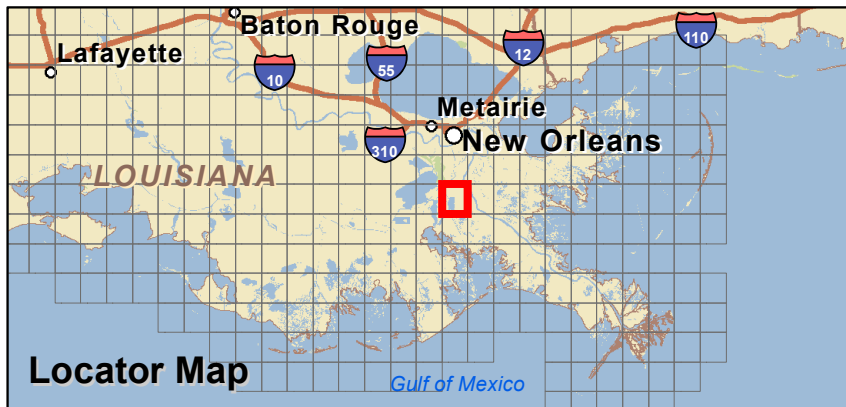 Baton Rouge
Lafayette
10
55
12
110
Metairie
New Orleans
310
LOUISIANA
Locator Map
Gulf of Mexico